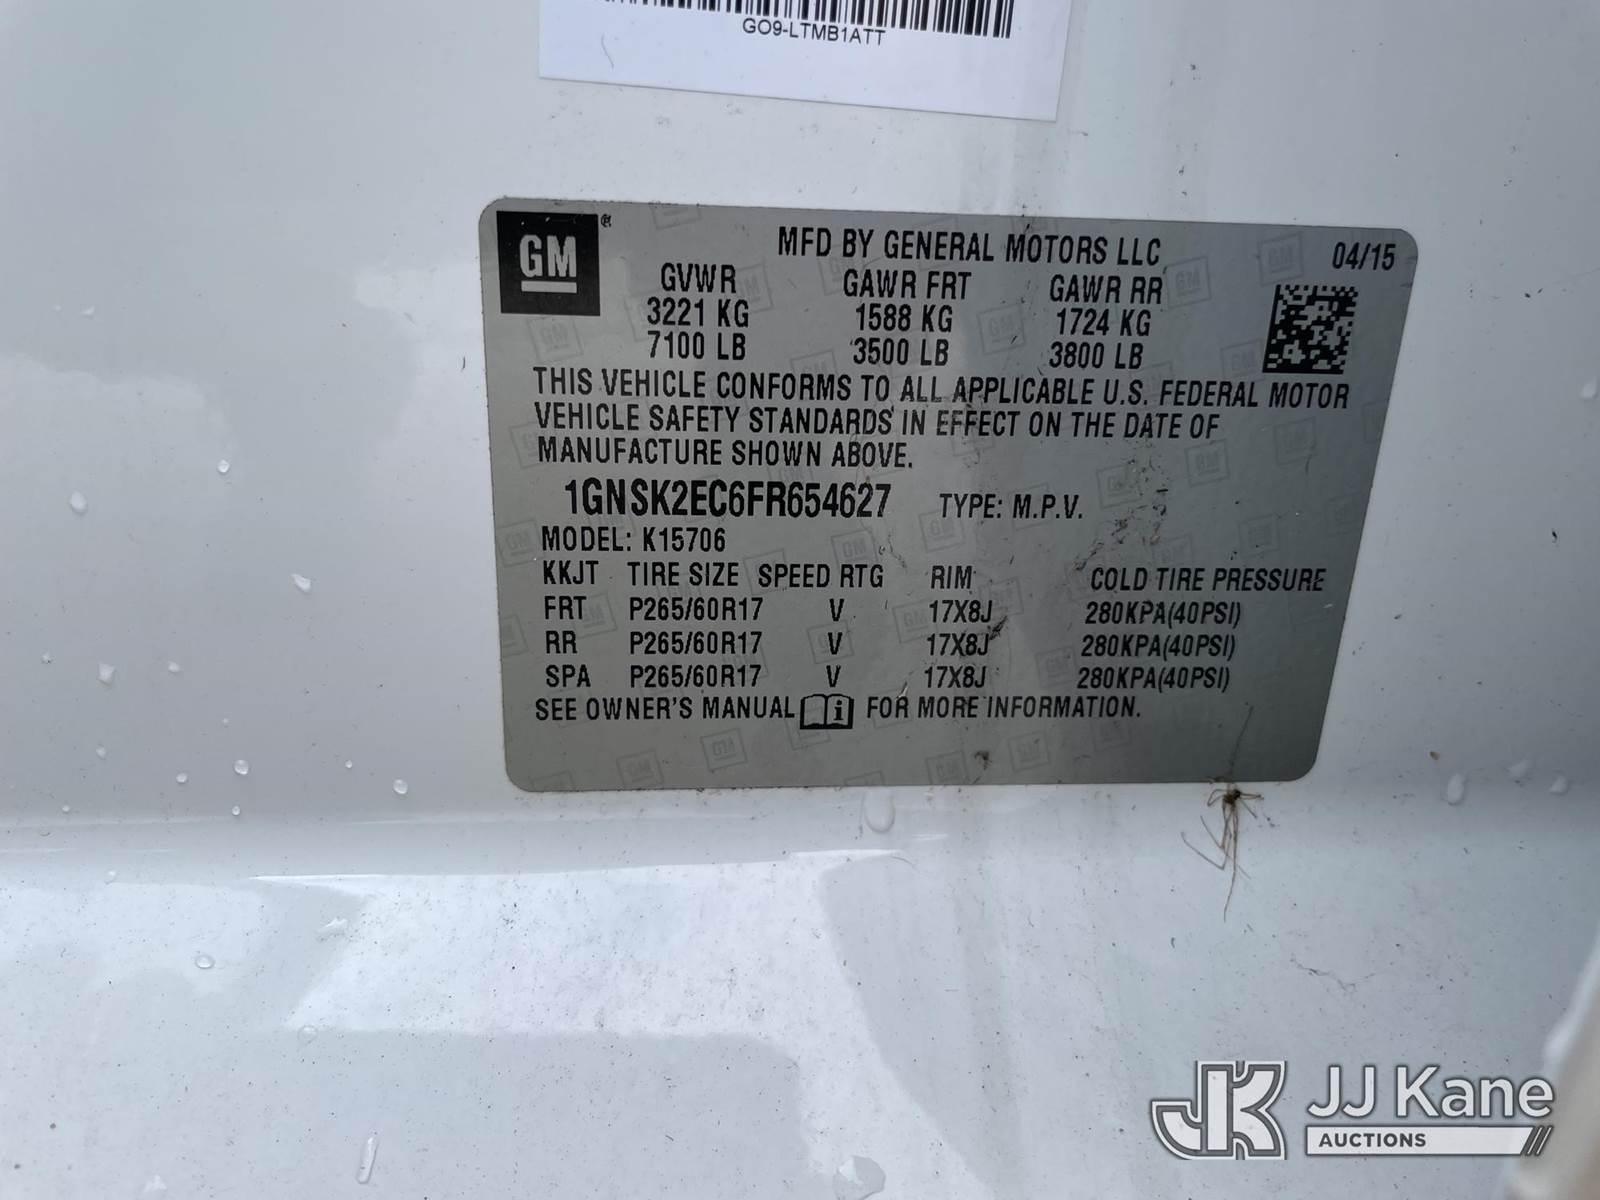 GO9-LTMB1ATT
GM ®
MFD BY GENERAL MOTORS LLC 04/15
GVWR GAWR FRT GAWR RR
3221 KG 1588 KG 1724 KG
7100 LB 3500 LB 3800 LB
THIS VEHICLE CONFORMS TO ALL APPLICABLE U.S. FEDERAL MOTOR
VEHICLE SAFETY STANDARDS IN EFFECT ON THE DATE OF
MANUFACTURE SHOWN ABOVE.
1GNSK2EC6FR654627 TYPE: M.P.V.
MODEL: K15706
KKJT TIRE SIZE SPEED RTG RIM COLD TIRE PRESSURE
FRT P265/60R17 V 17X8J 280KPA(40PSI)
RR P265/60R17 V 17X8J 280KPA(40PSI)
SPA P265/60R17 V 17X8J 280KPA(40PSI)
SEE OWNER'S MANUAL i FOR MORE INFORMATION.
JK JJ Kane
AUCTIONS